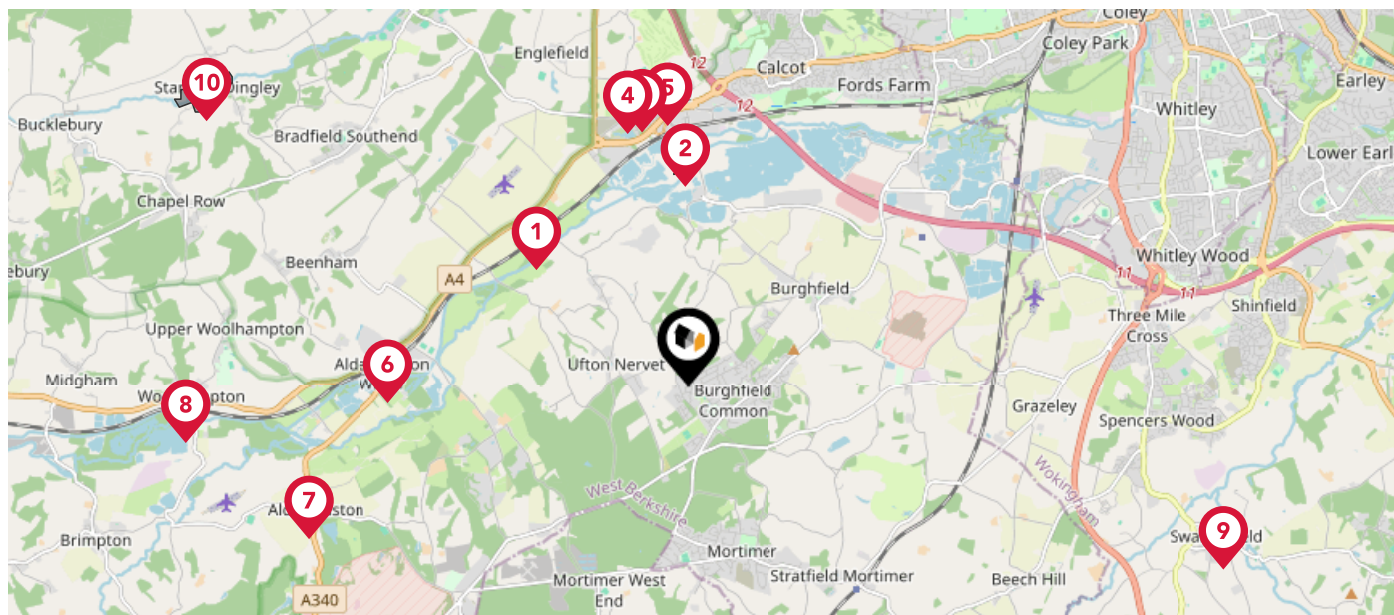 Coley
Englefield
12
Coley Park
Calcot
10
Earley
5
Fords Farm
4
12
Whitley
Bucklebury
Bradfield Southend
2
Chapel Row
1
Beenham
Whitley Wood
A4
11
Burghfield
11
Shinfield
Three Mile
Cross
Upper Woolhampton
Ufton Nervet
6
Midgham
Burghfield
Common
8
Grazeley
Spencers Wood
Wokingham
West Berkshire
7
9
Brimpton
Mortimer
Stratfield Mortimer
Beech Hill
Mortimer West
End
A340